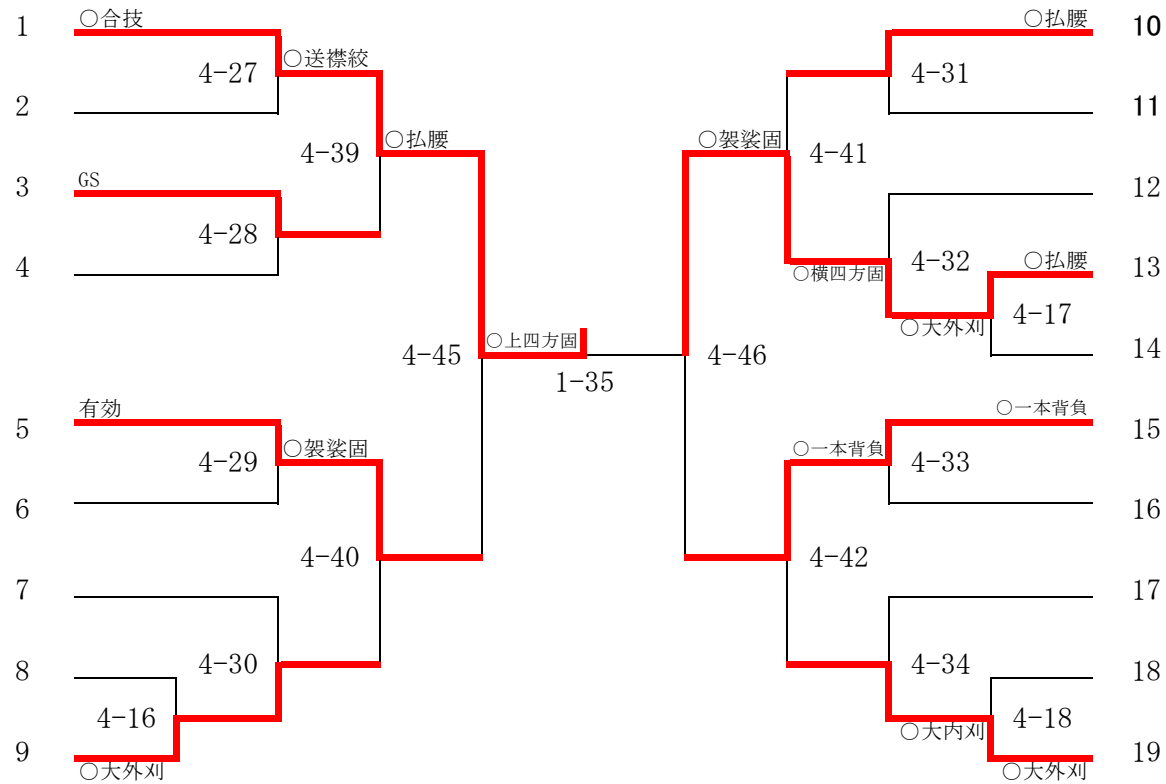 1 ○合技 ○払腰 10
4-27 ○送襟絞 4-31
2 11
4-39 ○払腰 ○袈裟固 4-41
3 GS 12
4-28 4-32 ○払腰 13
4 ○横四方固
4-45 ○上四方固 4-46 ○大外刈 4-17 14
1-35
5 有効 ○一本背負 15
4-29 ○袈裟固 ○一本背負 4-33
6 16
4-40 4-42
7 17
8 4-30 4-34 18
4-16 ○大内刈 4-18
9 ○大外刈 ○大外刈 19